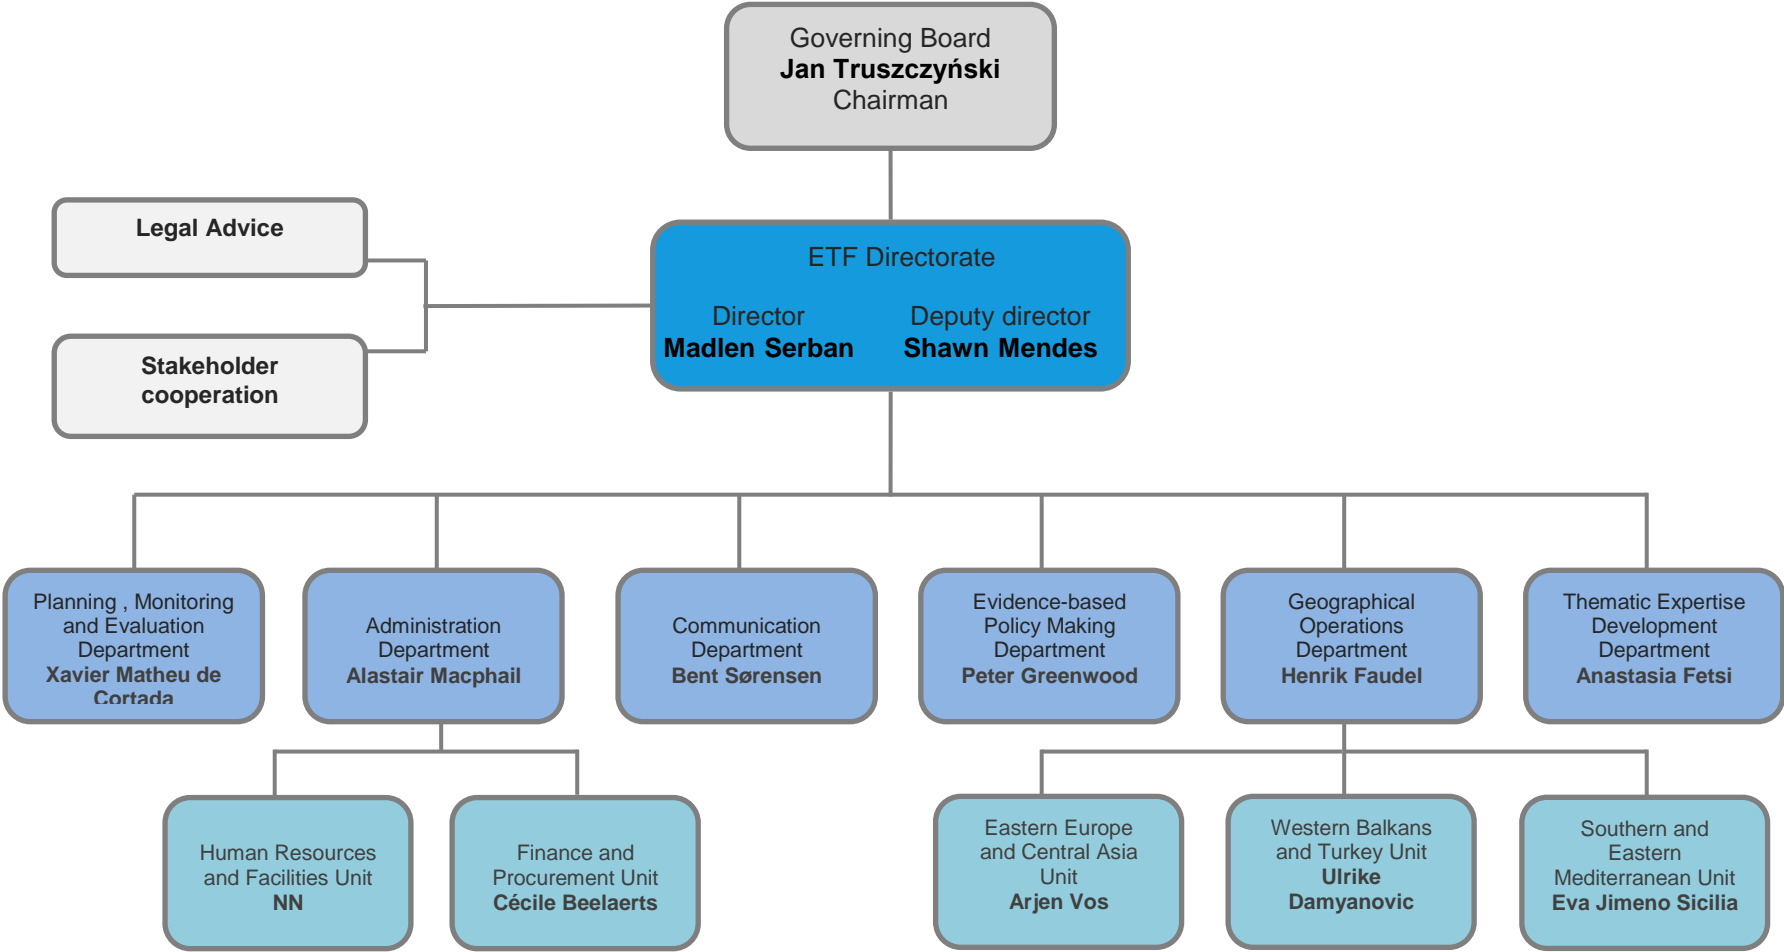 Governing Board
Jan Truszczyński
Chairman
Legal Advice
Stakeholder
cooperation
ETF Directorate
Director
Madlen Serban
Deputy director
Shawn Mendes
Planning , Monitoring
and Evaluation
Department
Xavier Matheu de
Cortada
Administration
Department
Alastair Macphail
Communication
Department
Bent Sørensen
Evidence-based
Policy Making
Department
Peter Greenwood
Geographical
Operations
Department
Henrik Faudel
Thematic Expertise
Development
Department
Anastasia Fetsi
Human Resources
and Facilities Unit
NN
Finance and
Procurement Unit
Cécile Beelaerts
Eastern Europe
and Central Asia
Unit
Arjen Vos
Western Balkans
and Turkey Unit
Ulrike
Damyanovic
Southern and
Eastern
Mediterranean Unit
Eva Jimeno Sicilia